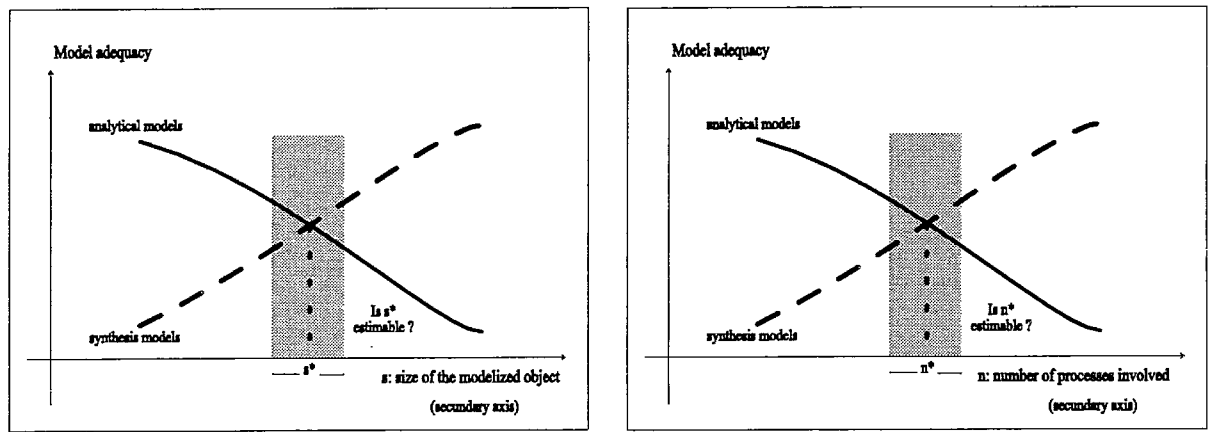 Model adequacy
analytical models
synthesis models
Is s*
estimable ?
s*
s: size of the modelized object
(secundary axis)
Model adequacy
analytical models
synthesis models
Is n*
estimable ?
n*
n: number of processes involved
(secundary axis)